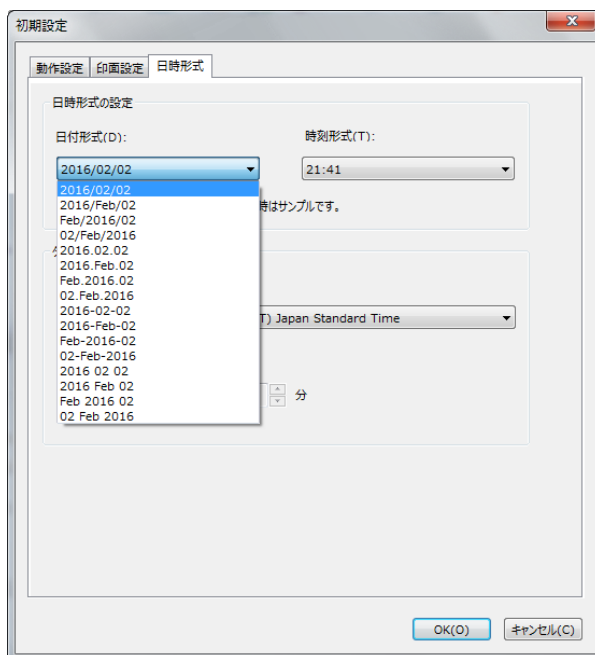 初期設定
動作設定 印面設定 日時形式
日時形式の設定
日付形式(D): 時刻形式(T):
2016/02/02 21:41
2016/02/02
2016/Feb/02 時はサンプルです。
Feb/2016/02
02/Feb/2016
2016.02.02
2016.Feb.02
Feb.2016.02
02.Feb.2016
2016-02-02
2016-Feb-02 T) Japan Standard Time
Feb-2016-02
02-Feb-2016
2016 02 02
2016 Feb 02
Feb 2016 02 分
02 Feb 2016
OK(O) キャンセル(C)